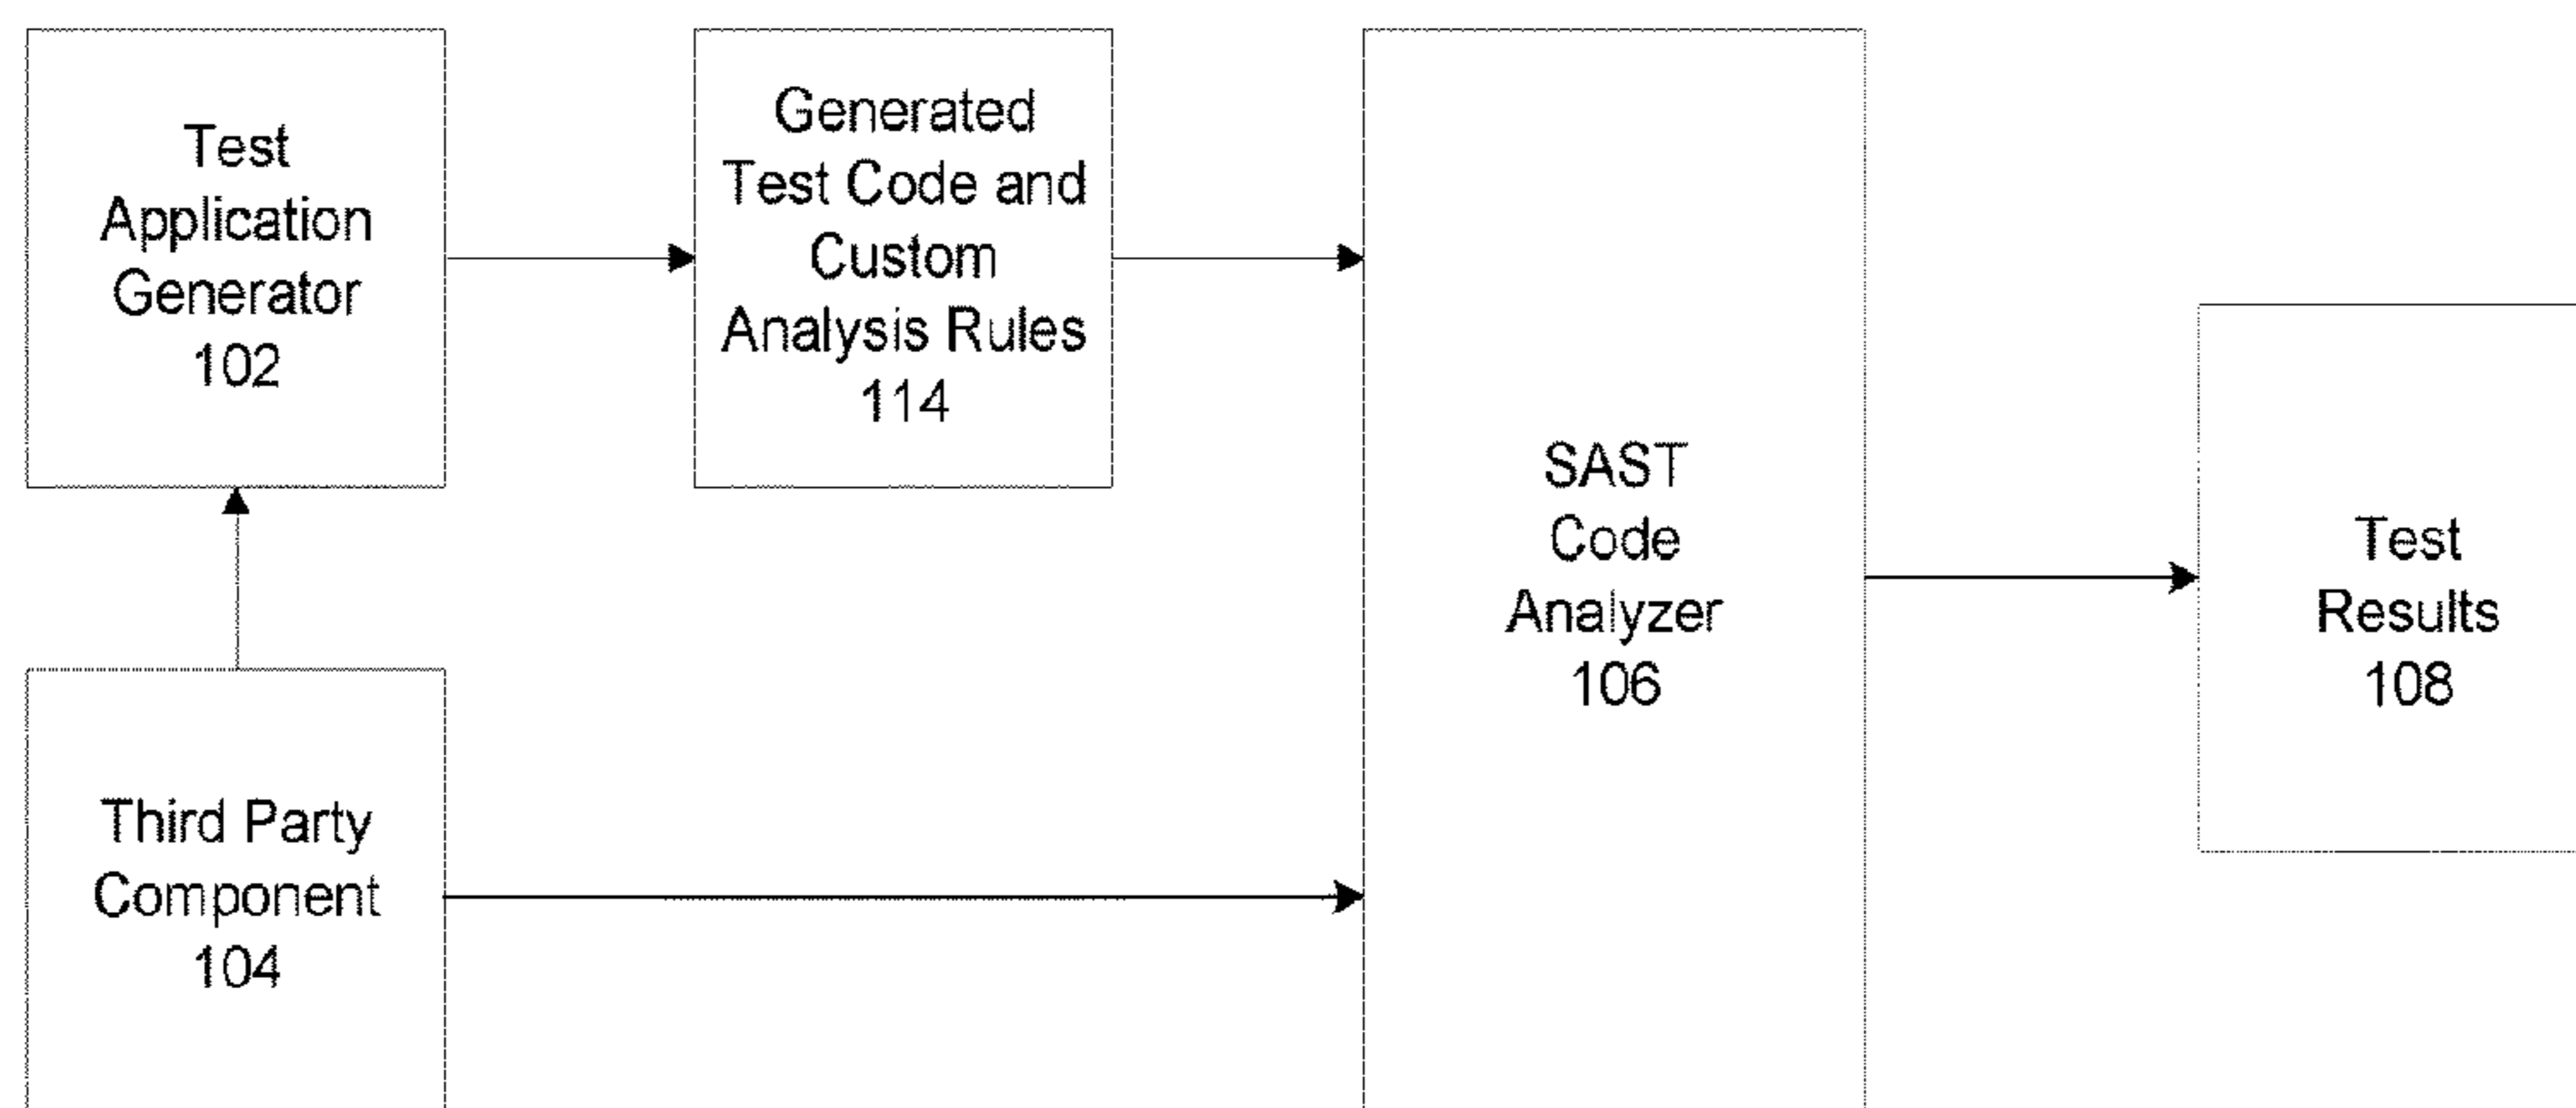 Test
Application
Generator
102
Generated
Test Code and
Custom
Analysis Rules
114
SAST
Code
Analyzer
106
Test
Results
108
Third Party
Component
104